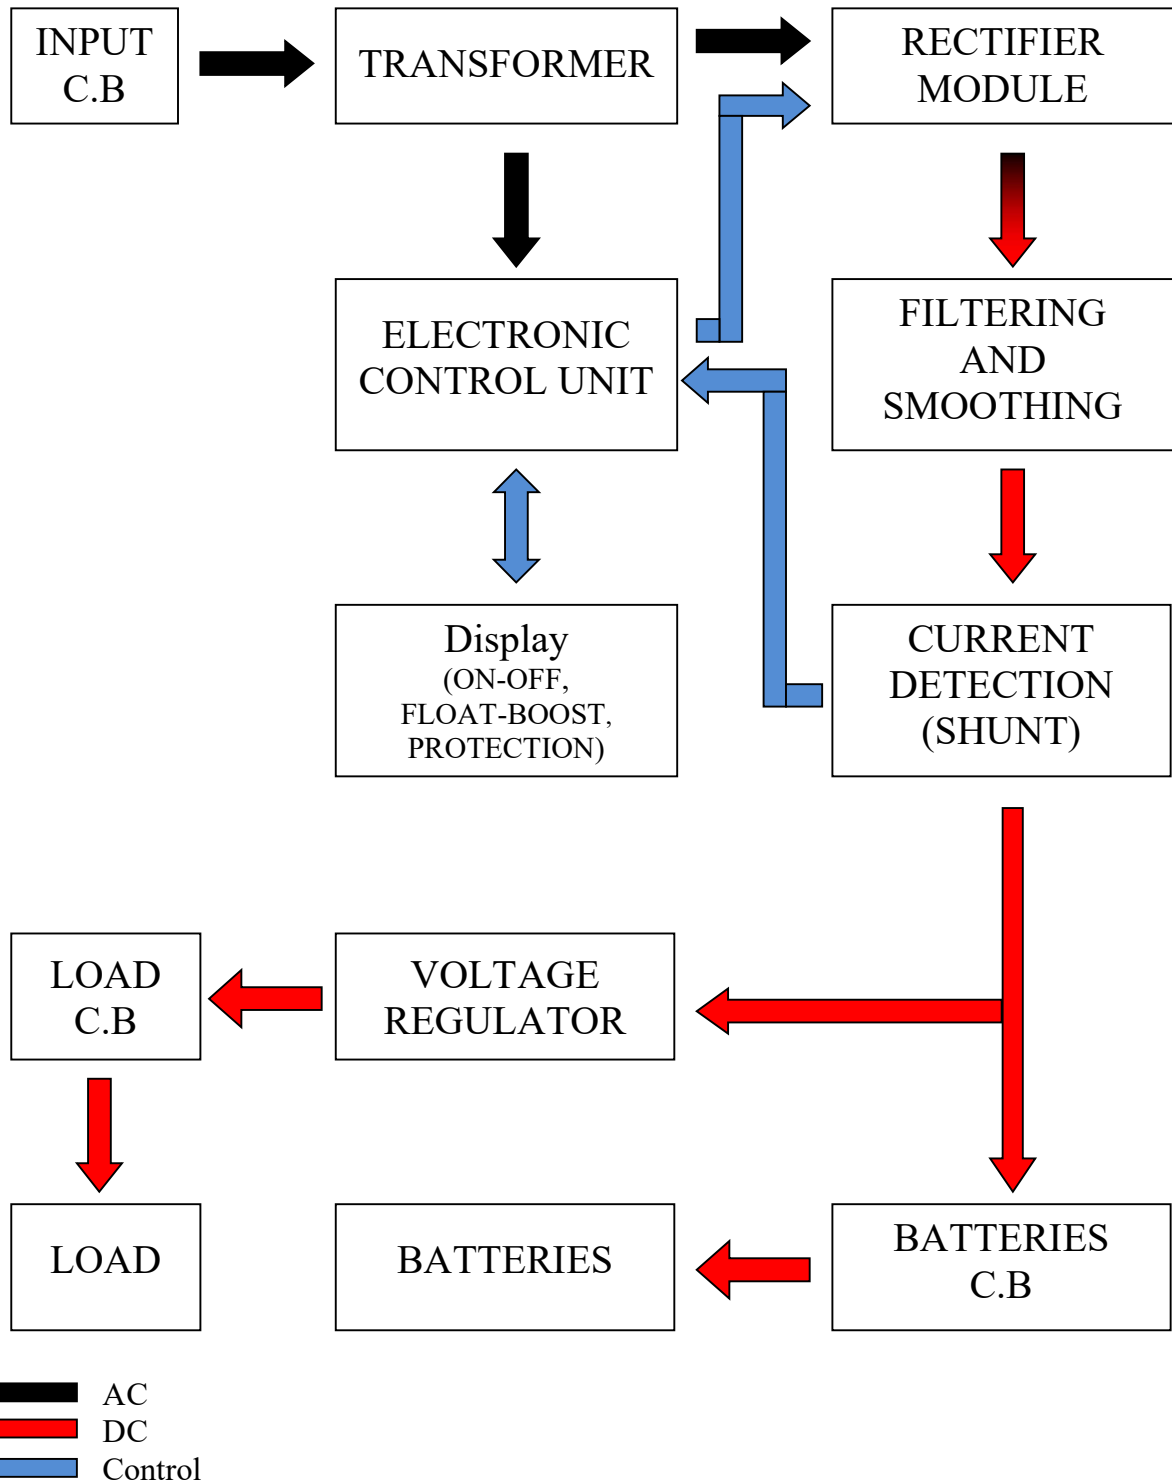 INPUT
C.B
TRANSFORMER
RECTIFIER
MODULE
ELECTRONIC
CONTROL UNIT
FILTERING
AND
SMOOTHING
Display
(ON-OFF,
FLOAT-BOOST,
PROTECTION)
CURRENT
DETECTION
(SHUNT)
LOAD
C.B
VOLTAGE
REGULATOR
LOAD
BATTERIES
BATTERIES
C.B
AC
DC
Control